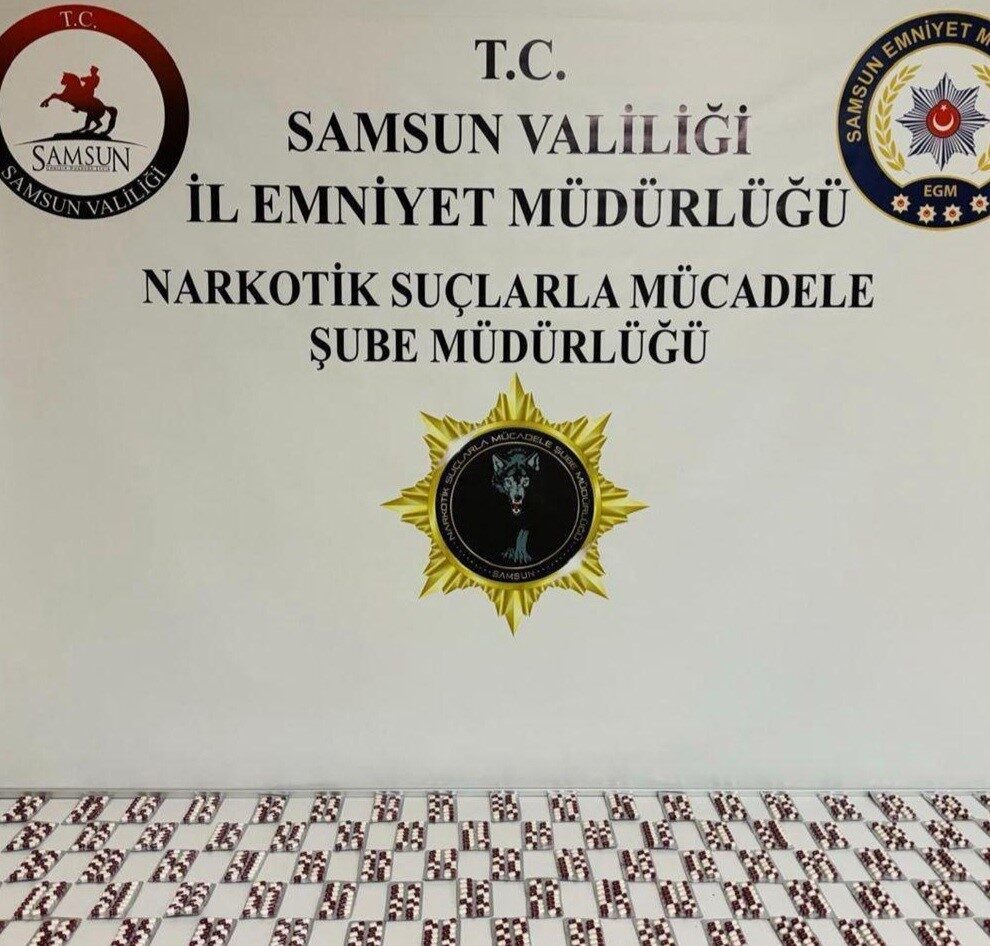 T.C.
SAMSUN
SAMSUN VALİLİĞİ
T.C.
SAMSUN VALİLİĞİ
İL EMNİYET MÜDÜRLÜĞÜ
NARKOTİK SUÇLARLA MÜCADELE
ŞUBE MÜDÜRLÜĞÜ
SAMSUN EMNİYET M
EGM
NARKOTİK SUÇLARLA MÜCADELE ŞUBE MÜDÜRLÜĞÜ
SAMSUN